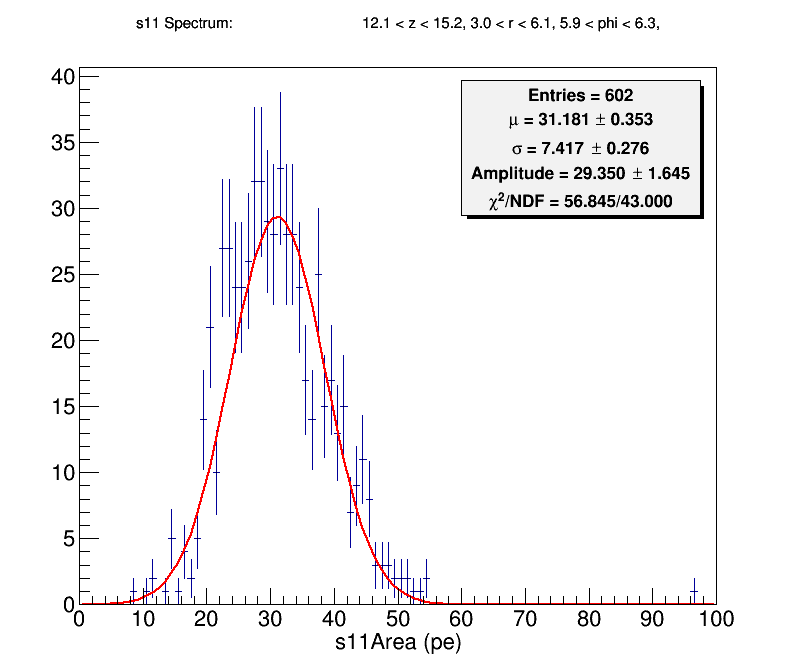 s11 Spectrum: 12.1 < z < 15.2, 3.0 < r < 6.1, 5.9 < phi < 6.3,
Entries = 602
μ = 31.181 ± 0.353
σ = 7.417 ± 0.276
Amplitude = 29.350 ± 1.645
χ²/NDF = 56.845/43.000
40
35
30
25
20
15
10
5
0
0 10 20 30 40 50 60 70 80 90 100
s11Area (pe)